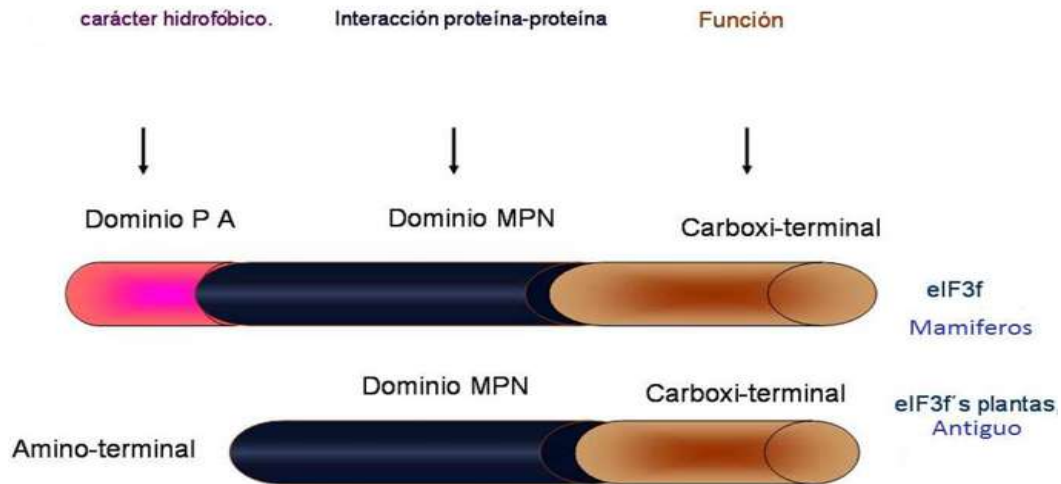 carácter hidrofóbico. Interacción proteína-proteína Función
Dominio P A Dominio MPN Carboxi-terminal
eIF3f
Mamiferos
Dominio MPN Carboxi-terminal
eIF3f´s plantas
Antiguo
Amino-terminal